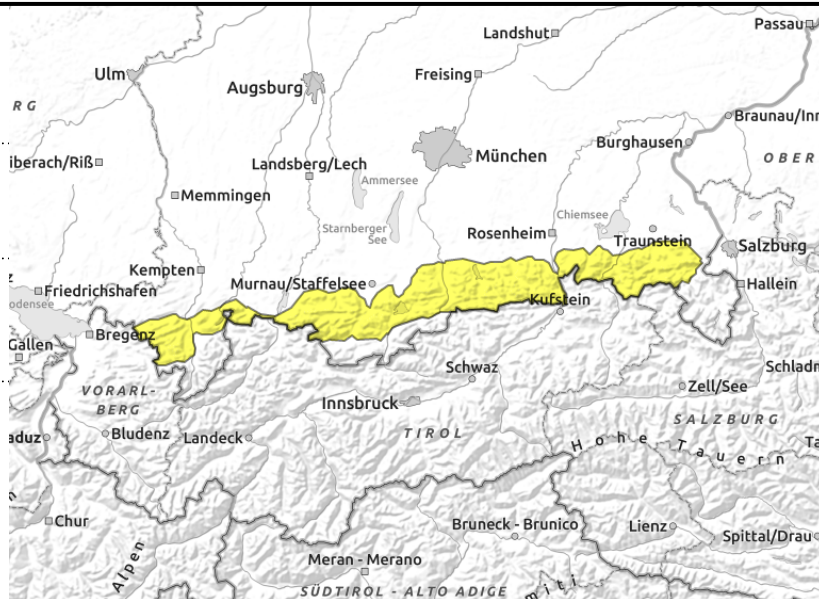 Passau
Landshut
Ulm
Freising
Augsburg
RG
Braunau/Inn
Burghausen
München
OBER
iberach/Riß
Landsberg/Lech
Ammersee
Memmingen
Chiemsee
Starnberger
See
Rosenheim
Traunstein
Salzburg
Kempten
Murnau/Staffelsee
Hallein
Friedrichshafen
odensee
Kufstein
Bregenz
Gallen
Schwaz
Schladm
VORARL-
BERG
Zell/See
Innsbruck
SALZBURG
TIROL
Bludenz
Landeck
aduz
Hohe Tauern
Ta
Chur
Bruneck - Brunico
Lienz
Spittal/Drau
Alpen
Meran - Merano
SÜDTIROL - ALTO ADIGE
miti